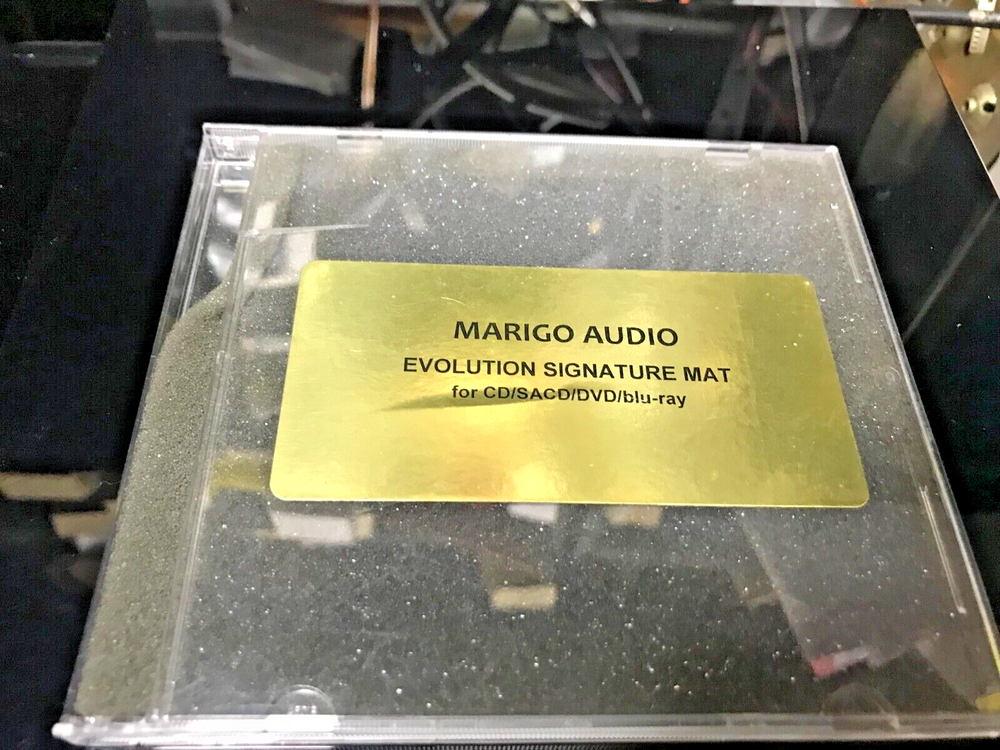 MARIGO AUDIO
EVOLUTION SIGNATURE MAT
for CD/SACD/DVD/blu-ray